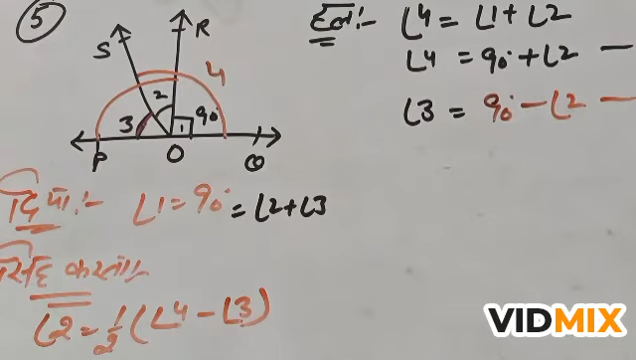 5
S
R
4
2
3
1
90°
P
O
Q
हल:-
∠4 = ∠1 + ∠2
∠4 = 90° + ∠2 —
∠3 = 90° - ∠2 —
दिया:- ∠1 = 90° = ∠2 + ∠3
सिद्ध करना:-
∠2 = 1/2 (∠4 - ∠3)
VIDMIX